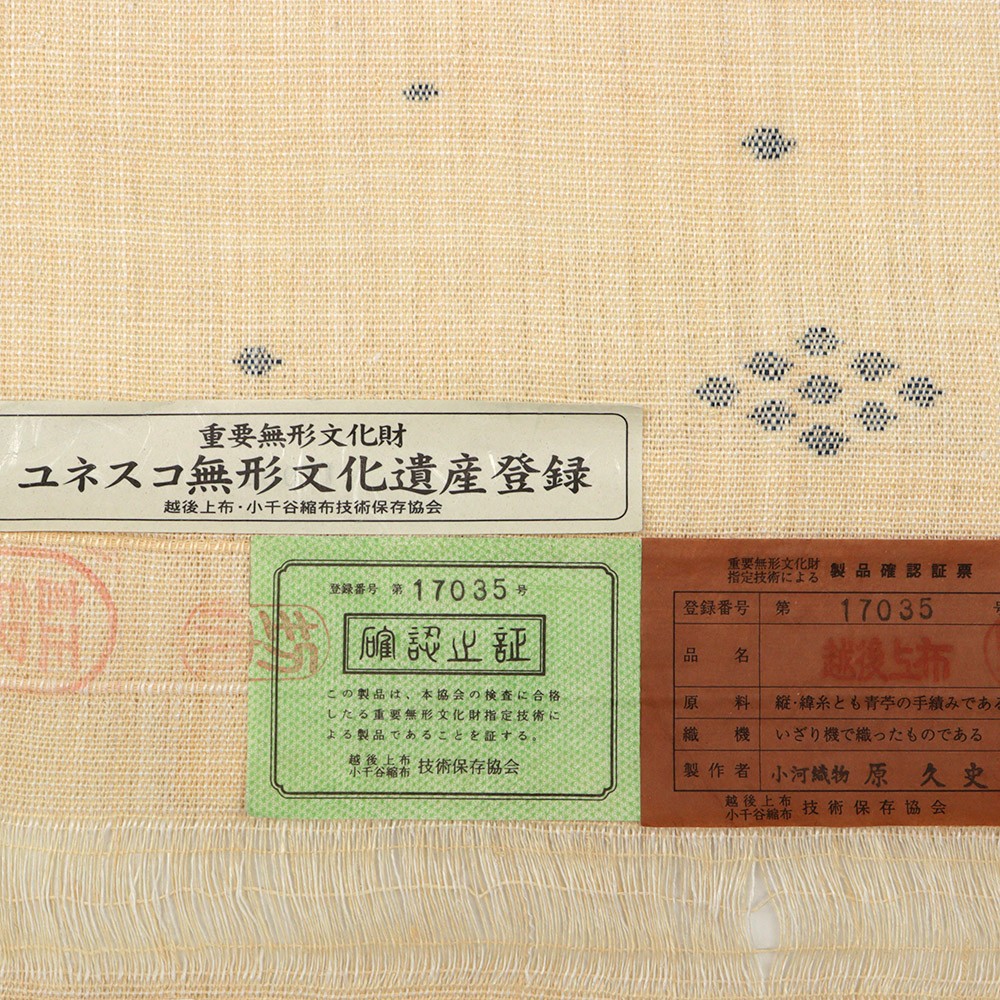 重要無形文化財
ユネスコ無形文化遺産登録
越後上布・小千谷縮布技術保存協会
登録番号 第 17035 号
確認止証
この製品は、本協会の検査に合格
したる重要無形文化財指定技術に
よる製品であることを証する。
越後上布
小千谷縮布 技術保存協会
重要無形文化財
指定技術による 製品確認証票
登録番号 第 17035 号
品名 越後上布
原料 縦・緯糸とも青苧の手績みである
織機 いざり機で織ったものである
製作者 小河織物 原 久史
越後上布
小千谷縮布 技術保存協会